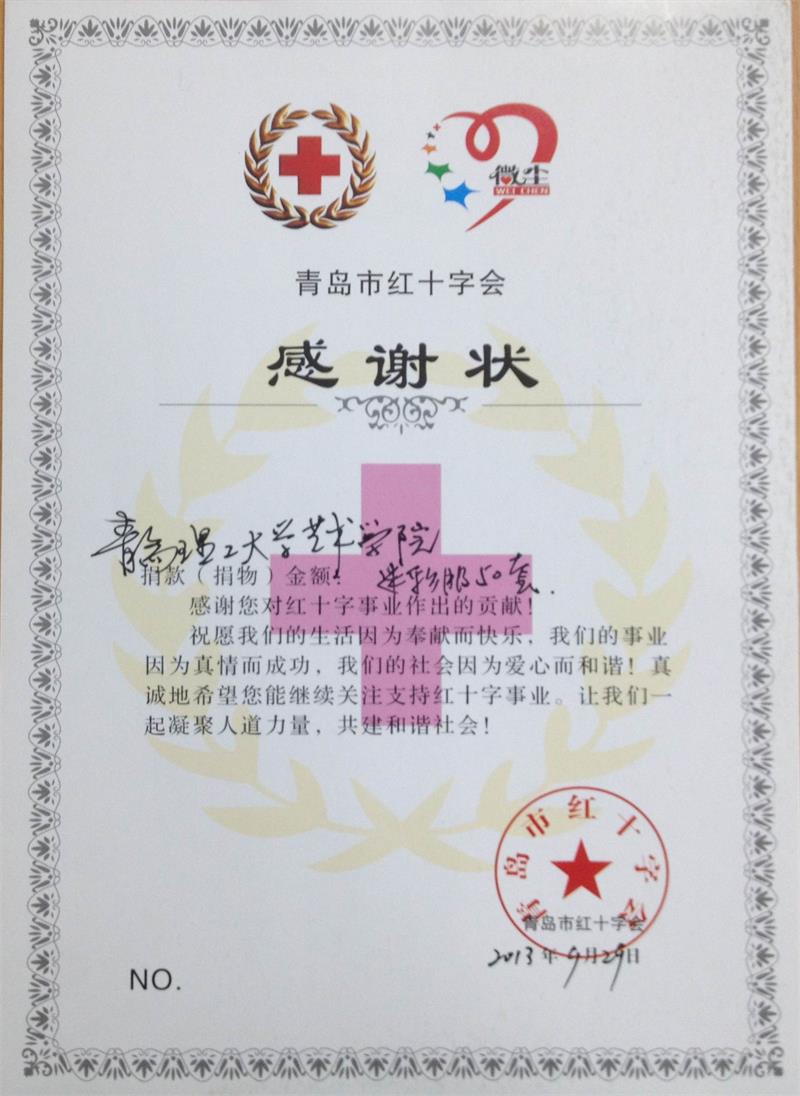 微尘
WEI CHEN
青岛市红十字会
感谢状
青岛理工大学艺术学院
捐款（捐物）金额： 迷彩服50套.
感谢您对红十字事业作出的贡献！
祝愿我们的生活因为奉献而快乐，我们的事业
因为真情而成功，我们的社会因为爱心而和谐！真
诚地希望您能继续关注支持红十字事业。让我们一
起凝聚人道力量，共建和谐社会！
青岛市红十字会
青岛市红十字会
2013年9月29日
NO.